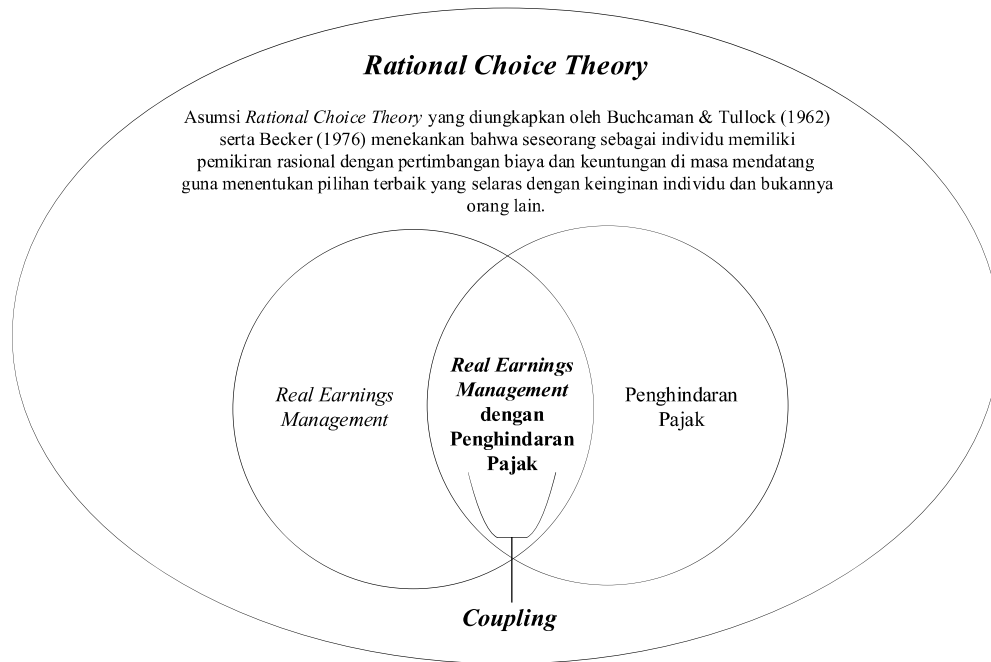 Rational Choice Theory
Asumsi Rational Choice Theory yang diungkapkan oleh Buchcaman & Tullock (1962)
serta Becker (1976) menekankan bahwa seseorang sebagai individu memiliki
pemikiran rasional dengan pertimbangan biaya dan keuntungan di masa mendatang
guna menentukan pilihan terbaik yang selaras dengan keinginan individu dan bukannya
orang lain.
Real Earnings
Management
Real Earnings
Management
dengan
Penghindaran
Pajak
Penghindaran
Pajak
Coupling